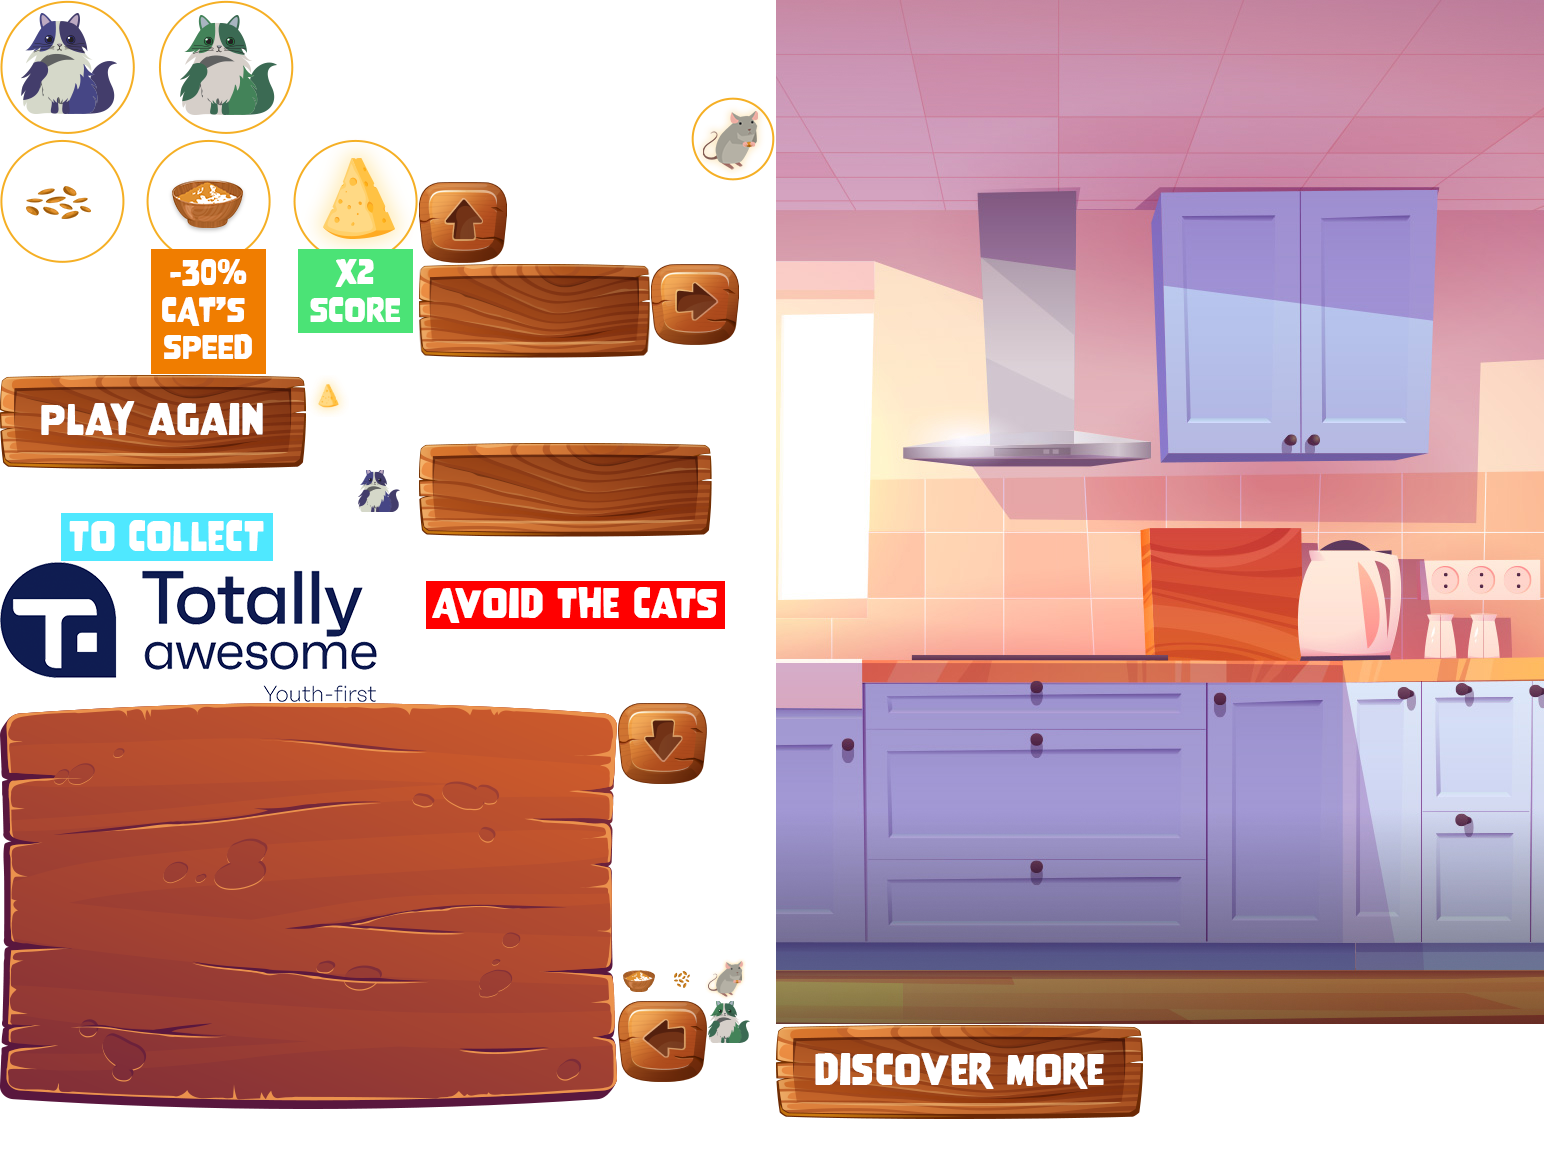 -30%
CAT'S
SPEED
X2
SCORE
PLAY AGAIN
TO COLLECT
Totally
awesome
Youth-first
AVOID THE CATS
DISCOVER MORE